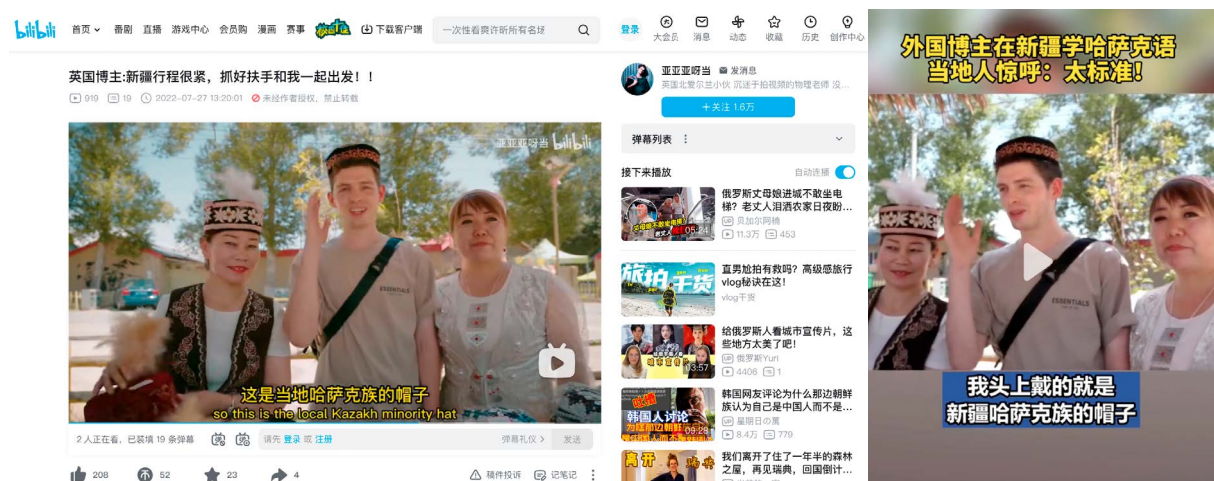 bilibili
首页 番剧 直播 游戏中心 会员购 漫画 赛事 下载客户端
一次性看爽许昕所有名场
登录 大会员 消息 动态 收藏 历史 创作中心
英国博主:新疆行程很紧，抓好扶手和我一起出发！！
919 19 2022-07-27 13:20:01 未经作者授权，禁止转载
亚亚亚呀当 bilibili
ESSENTIALS
这是当地哈萨克族的帽子
so this is the local Kazakh minority hat
2 人正在看，已装填 19 条弹幕 请先 登录 或 注册 弹幕礼仪 > 发送
208 52 23 4 稿件投诉 记笔记
亚亚亚呀当 发消息
英国北爱尔兰小伙 沉迷于拍视频的物理老师 没...
+关注 1.6万
弹幕列表
接下来播放 自动连播
05:24
俄罗斯丈母娘进城不敢坐电
梯？老丈人泪洒农家日夜盼...
UP 贝加尔阿楠
11.3万 453
旅拍干货
直男尬拍有救吗？高级感旅行
vlog秘诀在这！
vlog干货
03:57
给俄罗斯人看城市宣传片，这
些地方太美了吧！
UP 俄罗斯Yuri
4406 1
吐槽
韩国人讨论
09:28
韩国网友评论为什么那边朝鲜
族认为自己是中国人而不是...
UP 星期日の寓
8.4万 779
离开 瑞典
我们离开了住了一年半的森林
之屋，再见瑞典，回国倒计...
外国博主在新疆学哈萨克语
当地人惊呼：太标准！
ESSENTIALS
我头上戴的就是
新疆哈萨克族的帽子